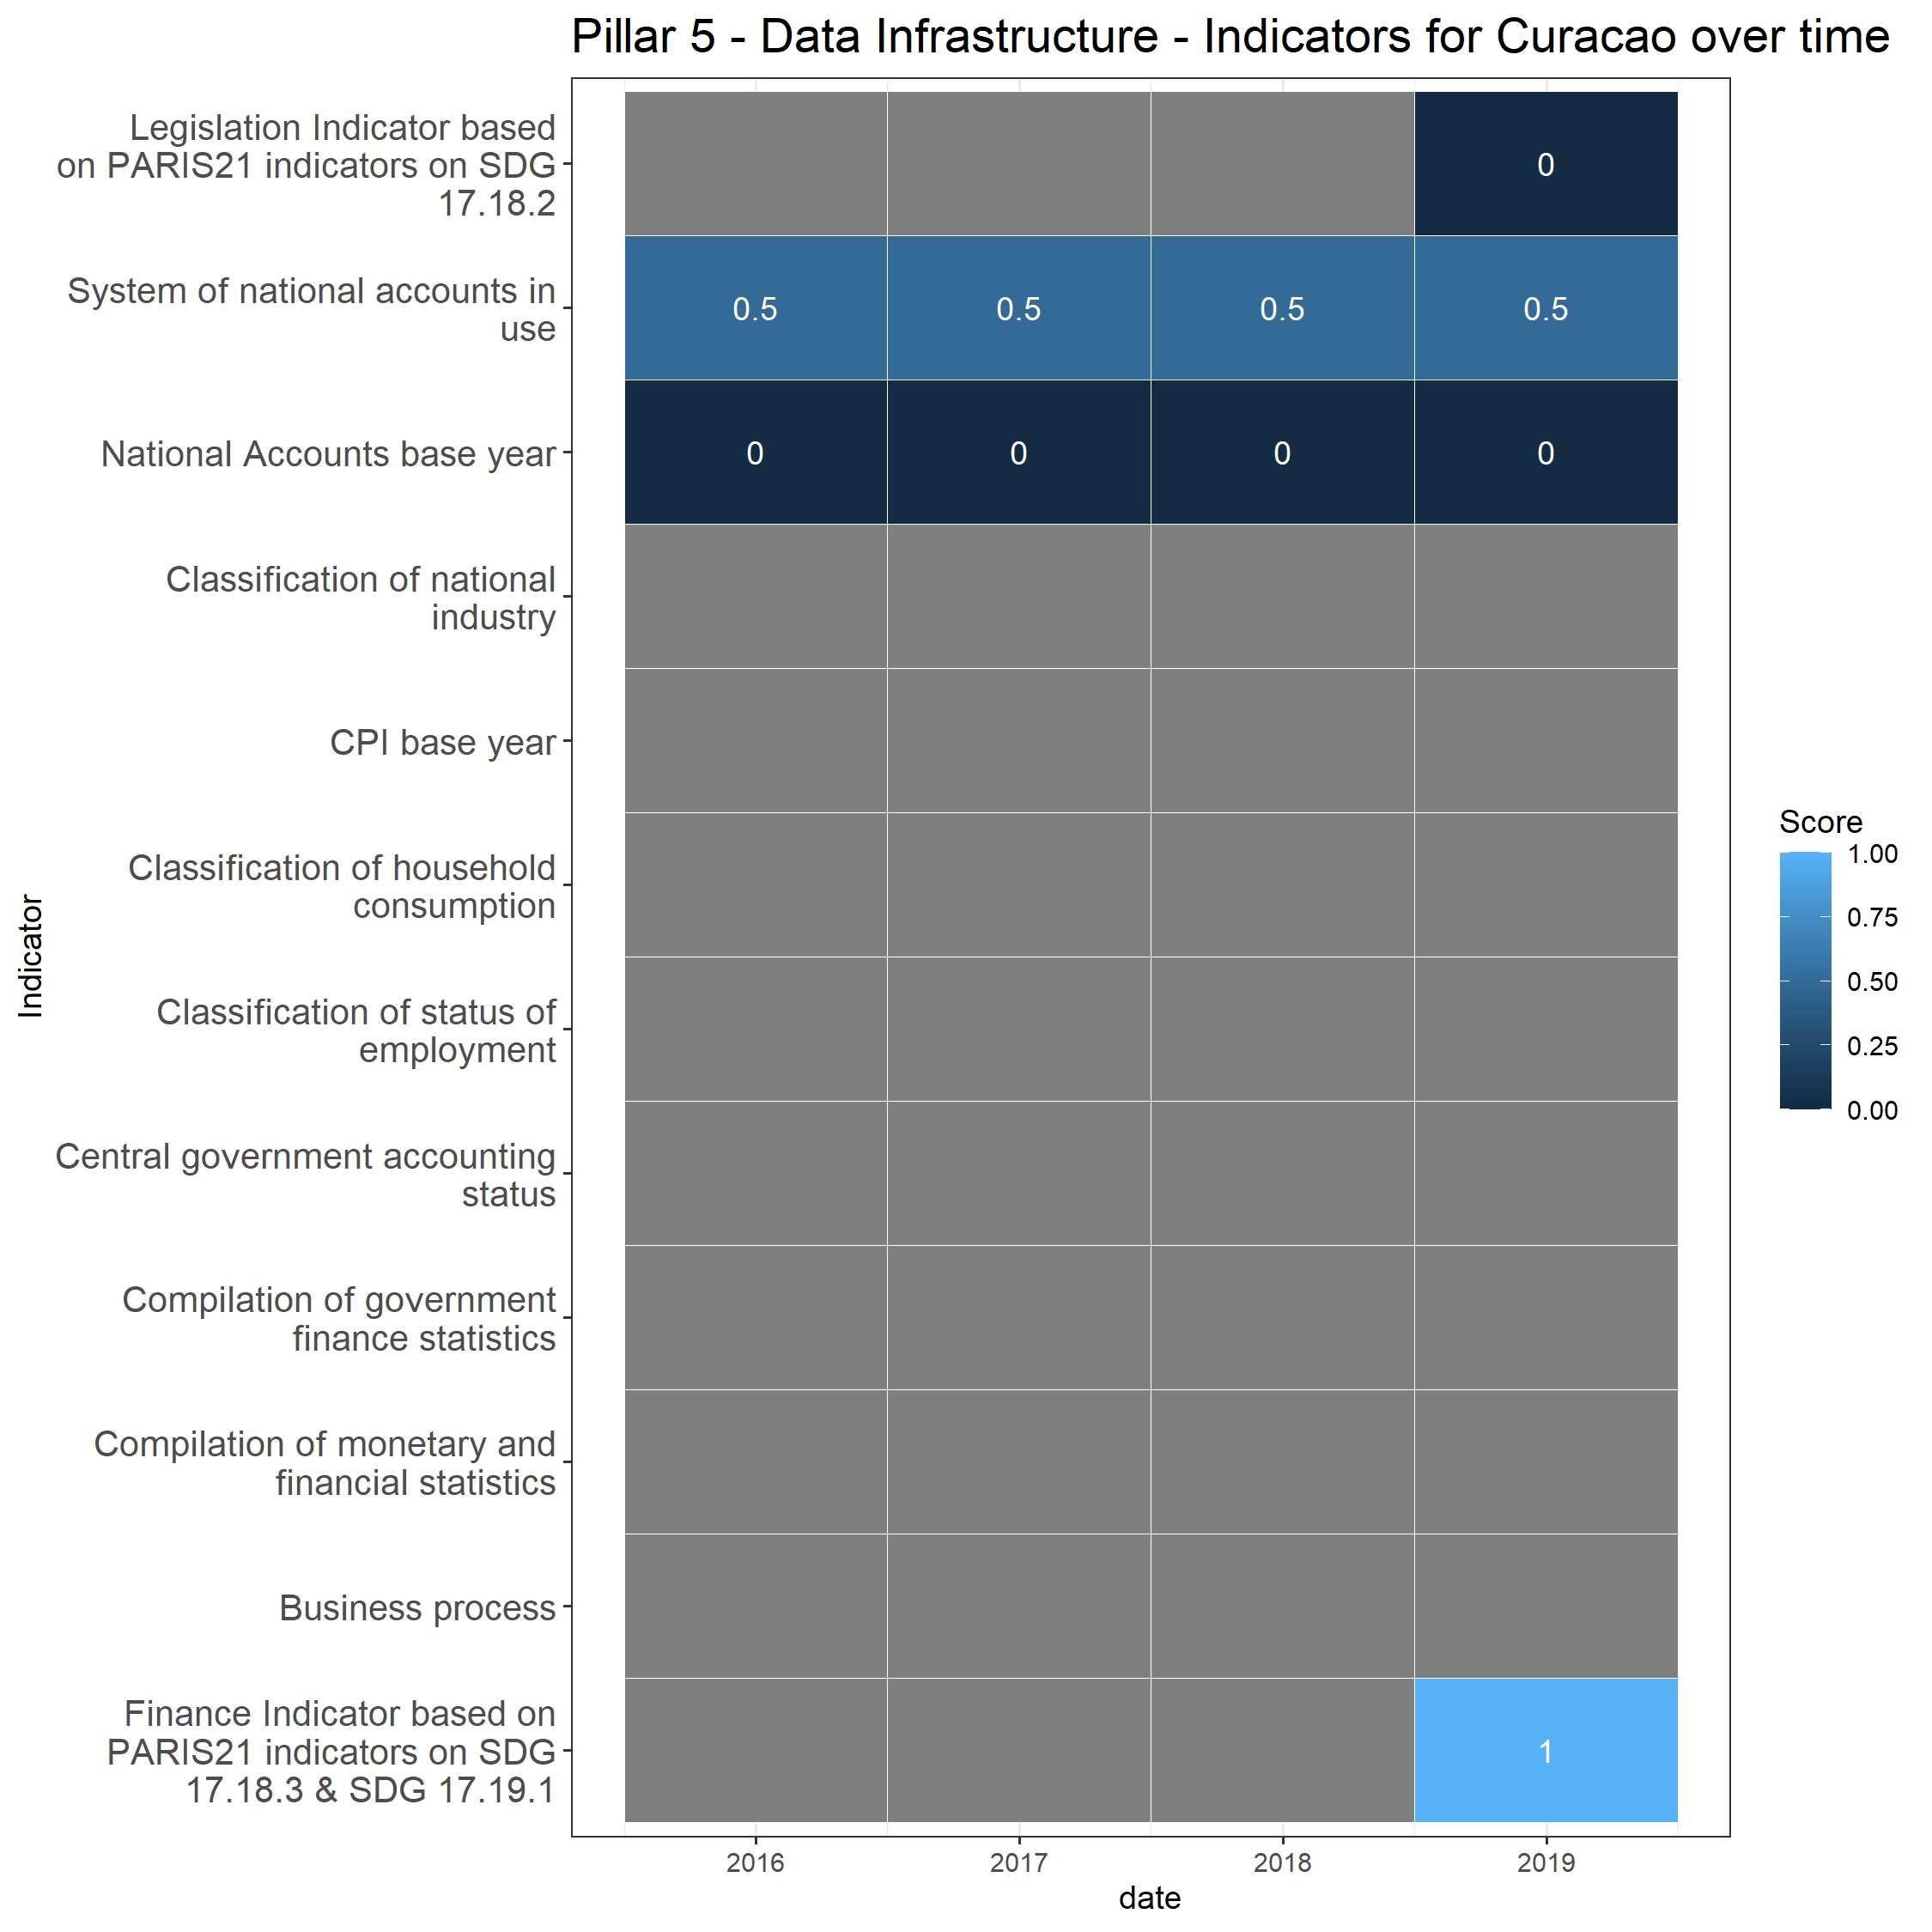 Pillar 5 - Data Infrastructure - Indicators for Curacao over time
Legislation Indicator based
on PARIS21 indicators on SDG
17.18.2
0
System of national accounts in
use
0.5 0.5 0.5 0.5
National Accounts base year
0 0 0 0
Classification of national
industry
CPI base year
Classification of household
consumption
Classification of status of
employment
Central government accounting
status
Compilation of government
finance statistics
Compilation of monetary and
financial statistics
Business process
Finance Indicator based on
PARIS21 indicators on SDG
17.18.3 & SDG 17.19.1
1
Indicator
2016 2017 2018 2019
date
Score
1.00
0.75
0.50
0.25
0.00